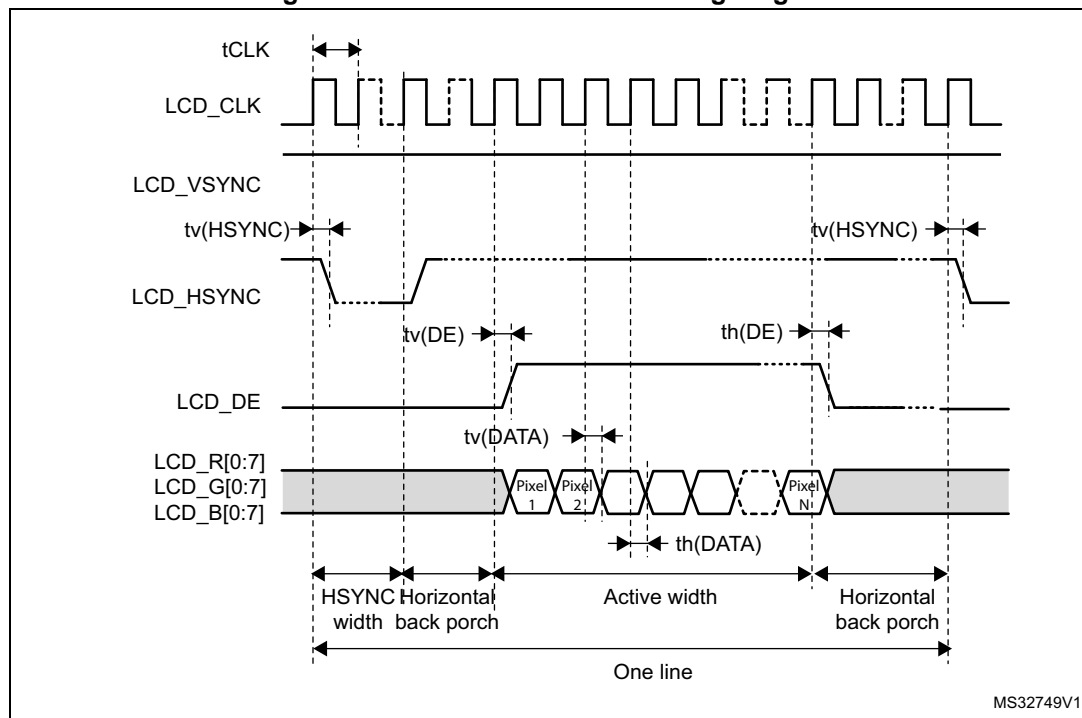 tCLK
LCD_CLK
LCD_VSYNC
tv(HSYNC)
tv(HSYNC)
LCD_HSYNC
tv(DE)
th(DE)
LCD_DE
tv(DATA)
LCD_R[0:7]
LCD_G[0:7]
LCD_B[0:7]
Pixel
1
Pixel
2
Pixel
N
th(DATA)
HSYNC
width
Horizontal
back porch
Active width
Horizontal
back porch
One line
MS32749V1